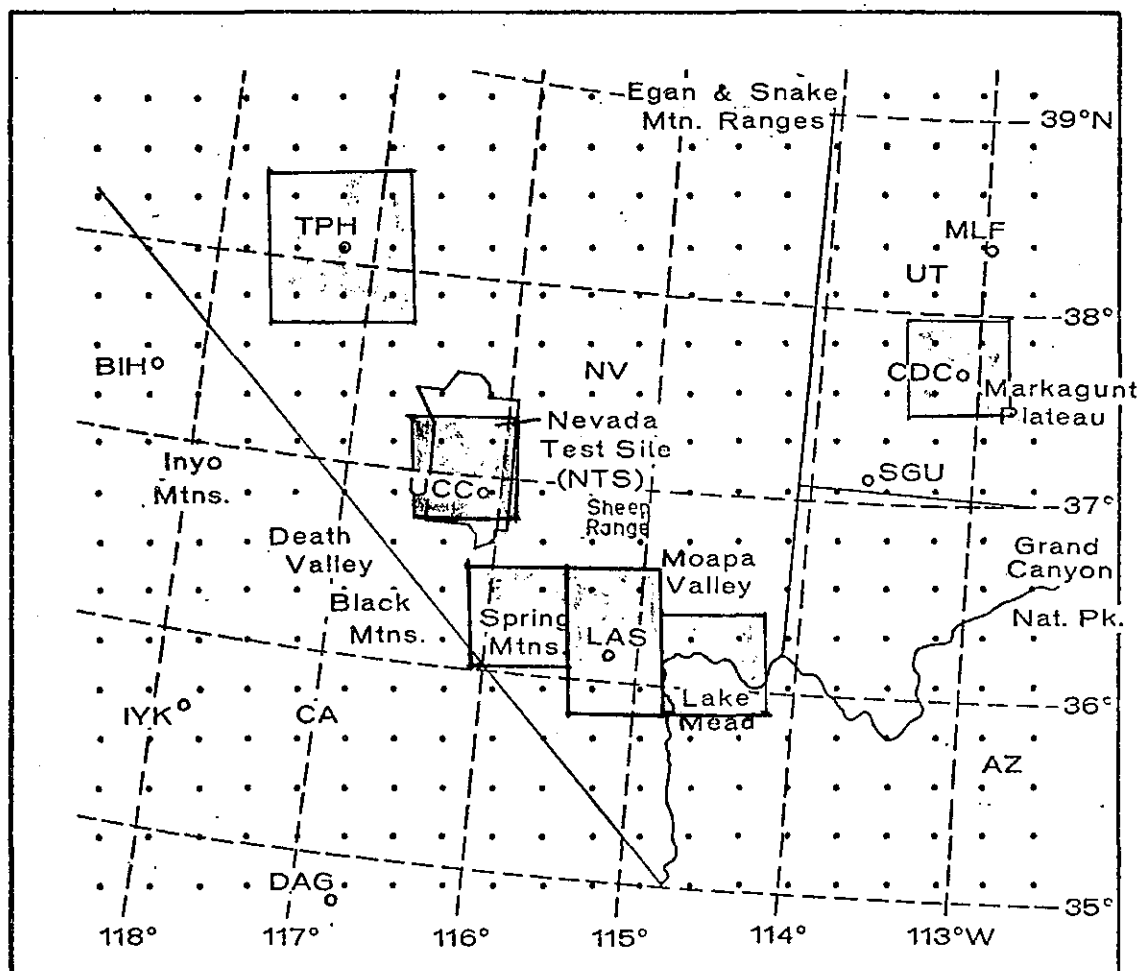 Egan & Snake
Mtn. Ranges
39°N
TPH
MLF
UT
38°
BIH
NV
CDC
Markagunt
Plateau
Nevada
Test Site
(NTS)
Inyo
Mtns.
UCC
SGU
37°
Sheep
Range
Death
Valley
Moapa
Valley
Grand
Canyon
Nat. Pk.
Black
Mtns.
Spring
Mtns.
LAS
36°
IYK
CA
Lake
Mead
AZ
DAG
35°
118°
117°
116°
115°
114°
113°W